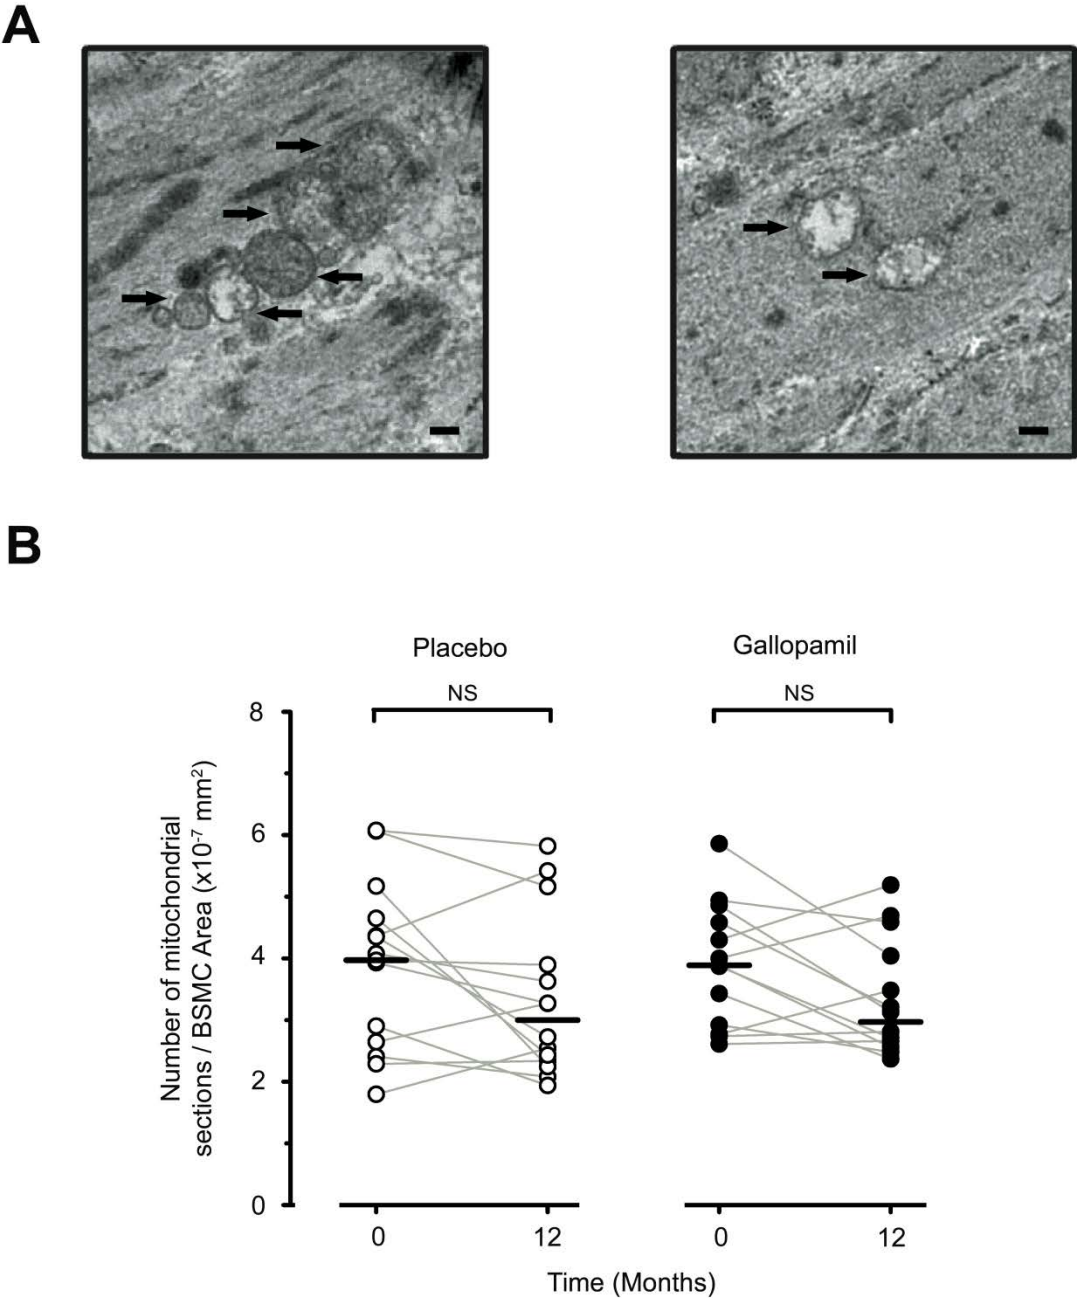 A
B
Placebo
Gallopamil
NS
NS
Number of mitochondrial
sections / BSMC Area (x10⁻⁷ mm²)
8
6
4
2
0
0
12
0
12
Time (Months)